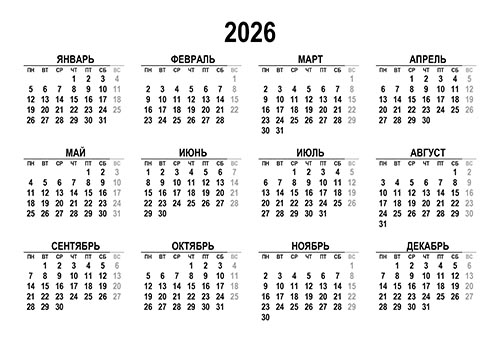 2026
ЯНВАРЬ ФЕВРАЛЬ МАРТ АПРЕЛЬ
ПН ВТ СР ЧТ ПТ СБ ВС ПН ВТ СР ЧТ ПТ СБ ВС ПН ВТ СР ЧТ ПТ СБ ВС ПН ВТ СР ЧТ ПТ СБ ВС
1 2 3 4 1 1 1 2 3 4 5
5 6 7 8 9 10 11 2 3 4 5 6 7 8 2 3 4 5 6 7 8 6 7 8 9 10 11 12
12 13 14 15 16 17 18 9 10 11 12 13 14 15 9 10 11 12 13 14 15 13 14 15 16 17 18 19
19 20 21 22 23 24 25 16 17 18 19 20 21 22 16 17 18 19 20 21 22 20 21 22 23 24 25 26
26 27 28 29 30 31 23 24 25 26 27 28 23 24 25 26 27 28 29 27 28 29 30
30 31
МАЙ ИЮНЬ ИЮЛЬ АВГУСТ
ПН ВТ СР ЧТ ПТ СБ ВС ПН ВТ СР ЧТ ПТ СБ ВС ПН ВТ СР ЧТ ПТ СБ ВС ПН ВТ СР ЧТ ПТ СБ ВС
1 2 3 1 2 3 4 5 6 7 1 2 3 4 5 1 2
4 5 6 7 8 9 10 8 9 10 11 12 13 14 6 7 8 9 10 11 12 3 4 5 6 7 8 9
11 12 13 14 15 16 17 15 16 17 18 19 20 21 13 14 15 16 17 18 19 10 11 12 13 14 15 16
18 19 20 21 22 23 24 22 23 24 25 26 27 28 20 21 22 23 24 25 26 17 18 19 20 21 22 23
25 26 27 28 29 30 31 29 30 27 28 29 30 31 24 25 26 27 28 29 30
31
СЕНТЯБРЬ ОКТЯБРЬ НОЯБРЬ ДЕКАБРЬ
ПН ВТ СР ЧТ ПТ СБ ВС ПН ВТ СР ЧТ ПТ СБ ВС ПН ВТ СР ЧТ ПТ СБ ВС ПН ВТ СР ЧТ ПТ СБ ВС
1 2 3 4 5 6 1 2 3 4 1 1 2 3 4 5 6
7 8 9 10 11 12 13 5 6 7 8 9 10 11 2 3 4 5 6 7 8 7 8 9 10 11 12 13
14 15 16 17 18 19 20 12 13 14 15 16 17 18 9 10 11 12 13 14 15 14 15 16 17 18 19 20
21 22 23 24 25 26 27 19 20 21 22 23 24 25 16 17 18 19 20 21 22 21 22 23 24 25 26 27
28 29 30 26 27 28 29 30 31 23 24 25 26 27 28 29 28 29 30 31
30